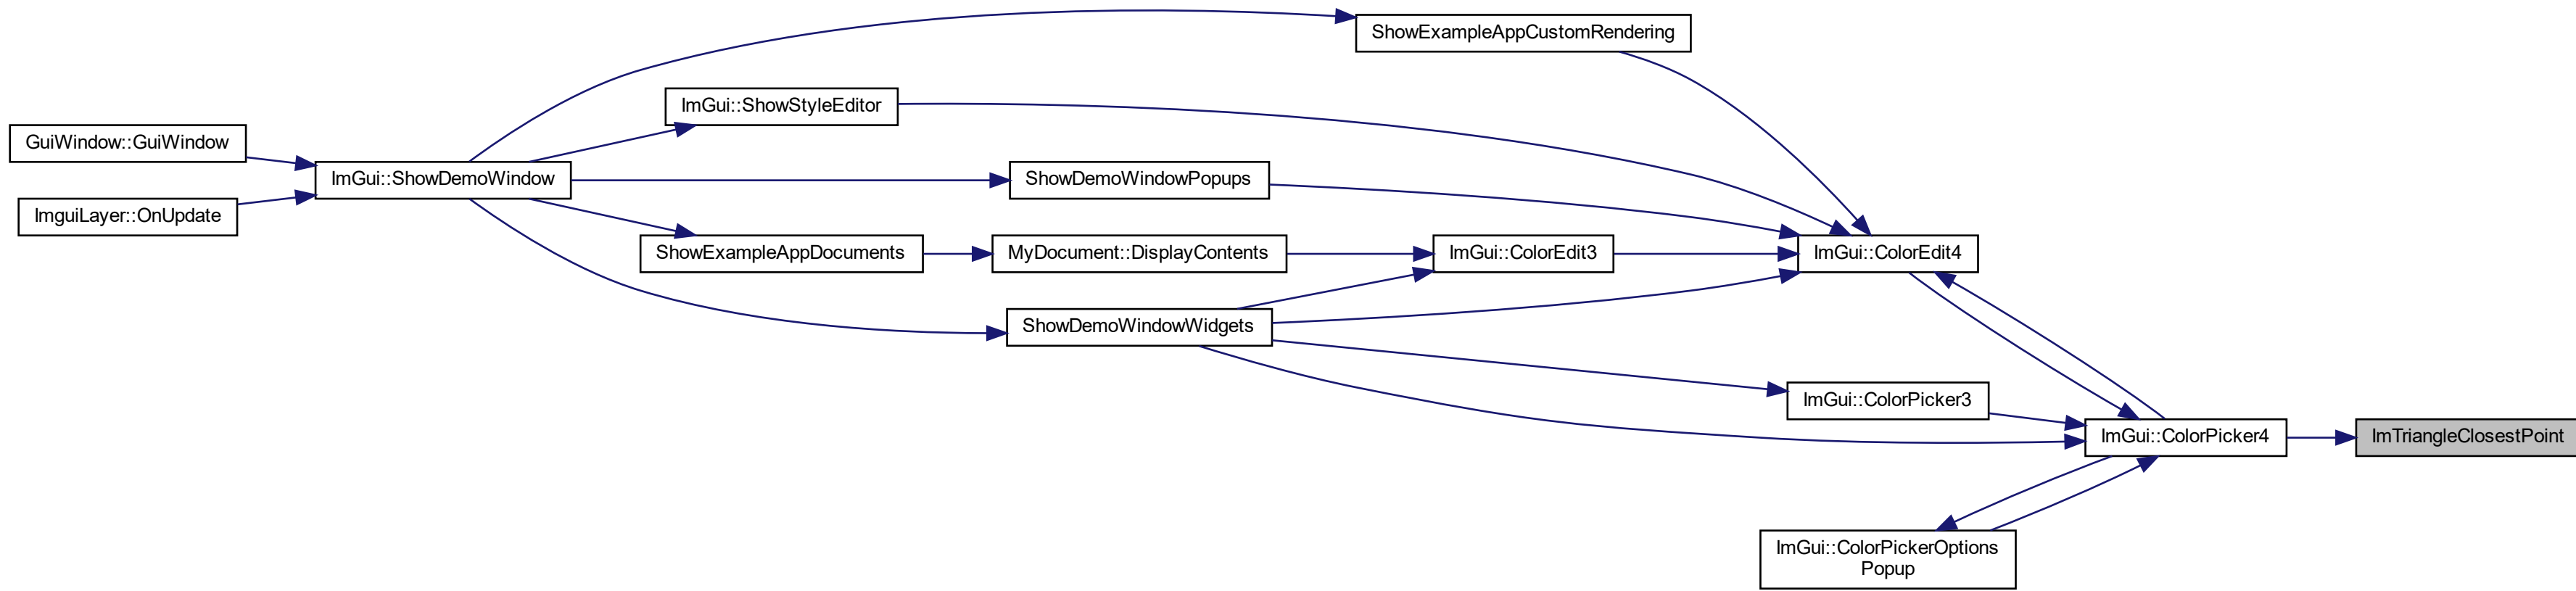 ShowExampleAppCustomRendering
ImGui::ShowStyleEditor
GuiWindow::GuiWindow
ImGui::ShowDemoWindow
ShowDemoWindowPopups
ImguiLayer::OnUpdate
ShowExampleAppDocuments
MyDocument::DisplayContents
ImGui::ColorEdit3
ImGui::ColorEdit4
ShowDemoWindowWidgets
ImGui::ColorPicker3
ImGui::ColorPicker4
ImTriangleClosestPoint
ImGui::ColorPickerOptions
Popup